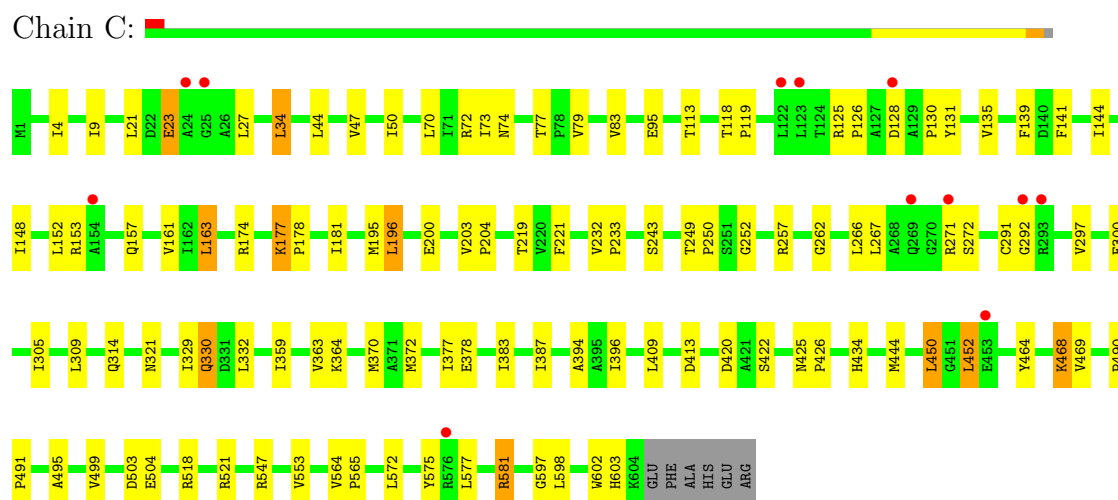 Chain C:
M1 I4 I9 L21 D22 E23 A24 G25 A26 L27 L34 L44 V47 I50 L70 I71 R72 I73 N74 T77 P78 V79 V83 E95 T113 T118 P119 L122 L123 T124 R125 P126 A127 D128 A129 P130 Y131 V135 F139 D140 F141 I144
I148 L152 R153 A154 Q157 V161 I162 L163 R174 K177 P178 I181 M195 L196 E200 V203 P204 T219 V220 F221 V232 P233 S243 T249 P250 S251 G252 R257 G262 L266 L267 A268 Q269 G270 R271 S272 C291 G292 R293 V297
I305 L309 Q314 N321 I329 Q330 D331 L332 I359 V363 K364 M370 A371 M372 I377 E378 I383 I387 A394 A395 I396 L409 D413 D420 A421 S422 N425 P426 H434 M444 L450 G451 L452 E453 Y464 K468 V469
P491 A495 V499 D503 E504 R518 R521 R547 V553 V564 P565 L572 Y575 R576 L577 R581 G597 L598 W602 H603 K604 GLU PHE ALA HIS GLU ARG